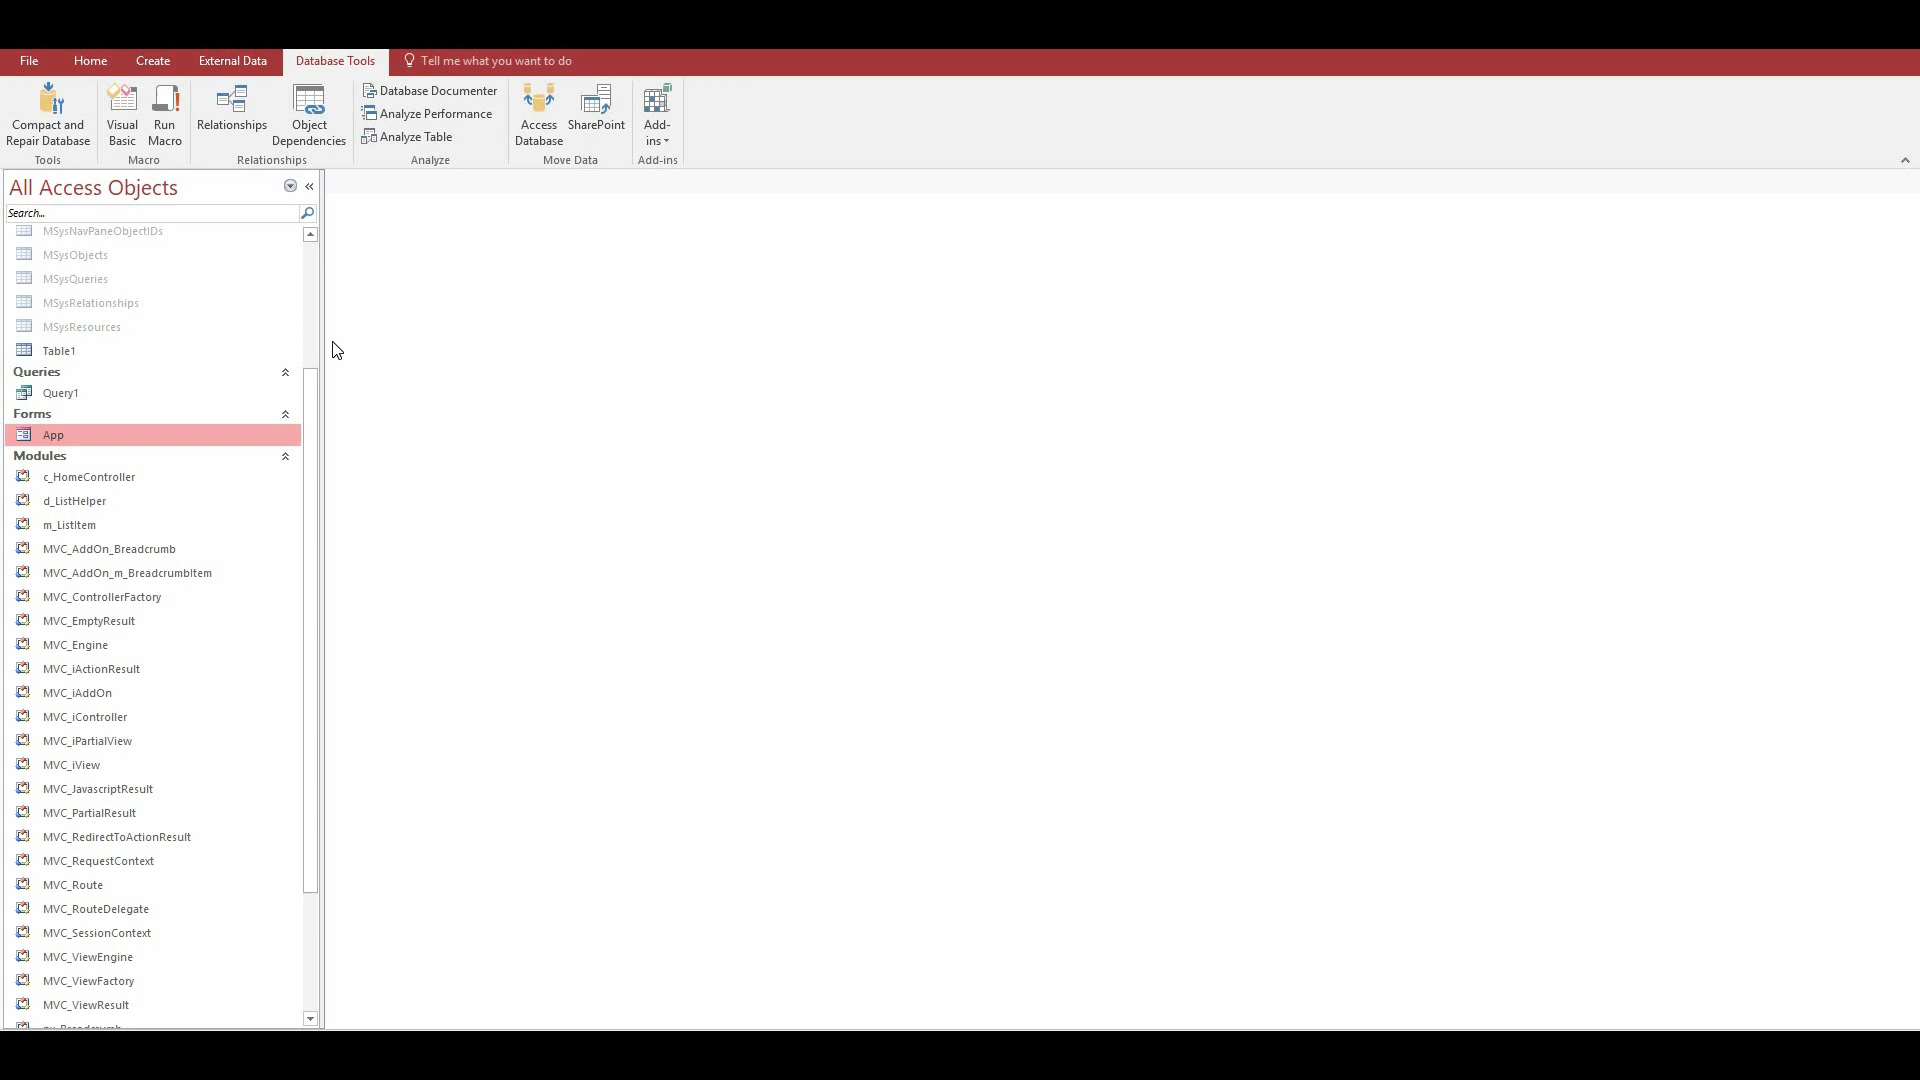 File Home Create External Data Database Tools Tell me what you want to do
Compact and
Repair Database
Tools
Visual
Basic
Run
Macro
Macro
Relationships
Object
Dependencies
Relationships
Database Documenter
Analyze Performance
Analyze Table
Analyze
Access
Database
SharePoint
Move Data
Add-
ins
Add-ins
All Access Objects
Search...
MSysNavPaneObjectIDs
MSysObjects
MSysQueries
MSysRelationships
MSysResources
Table1
Queries
Query1
Forms
App
Modules
c_HomeController
d_ListHelper
m_ListItem
MVC_AddOn_Breadcrumb
MVC_AddOn_m_BreadcrumbItem
MVC_ControllerFactory
MVC_EmptyResult
MVC_Engine
MVC_iActionResult
MVC_iAddOn
MVC_iController
MVC_iPartialView
MVC_iView
MVC_JavascriptResult
MVC_PartialResult
MVC_RedirectToActionResult
MVC_RequestContext
MVC_Route
MVC_RouteDelegate
MVC_SessionContext
MVC_ViewEngine
MVC_ViewFactory
MVC_ViewResult